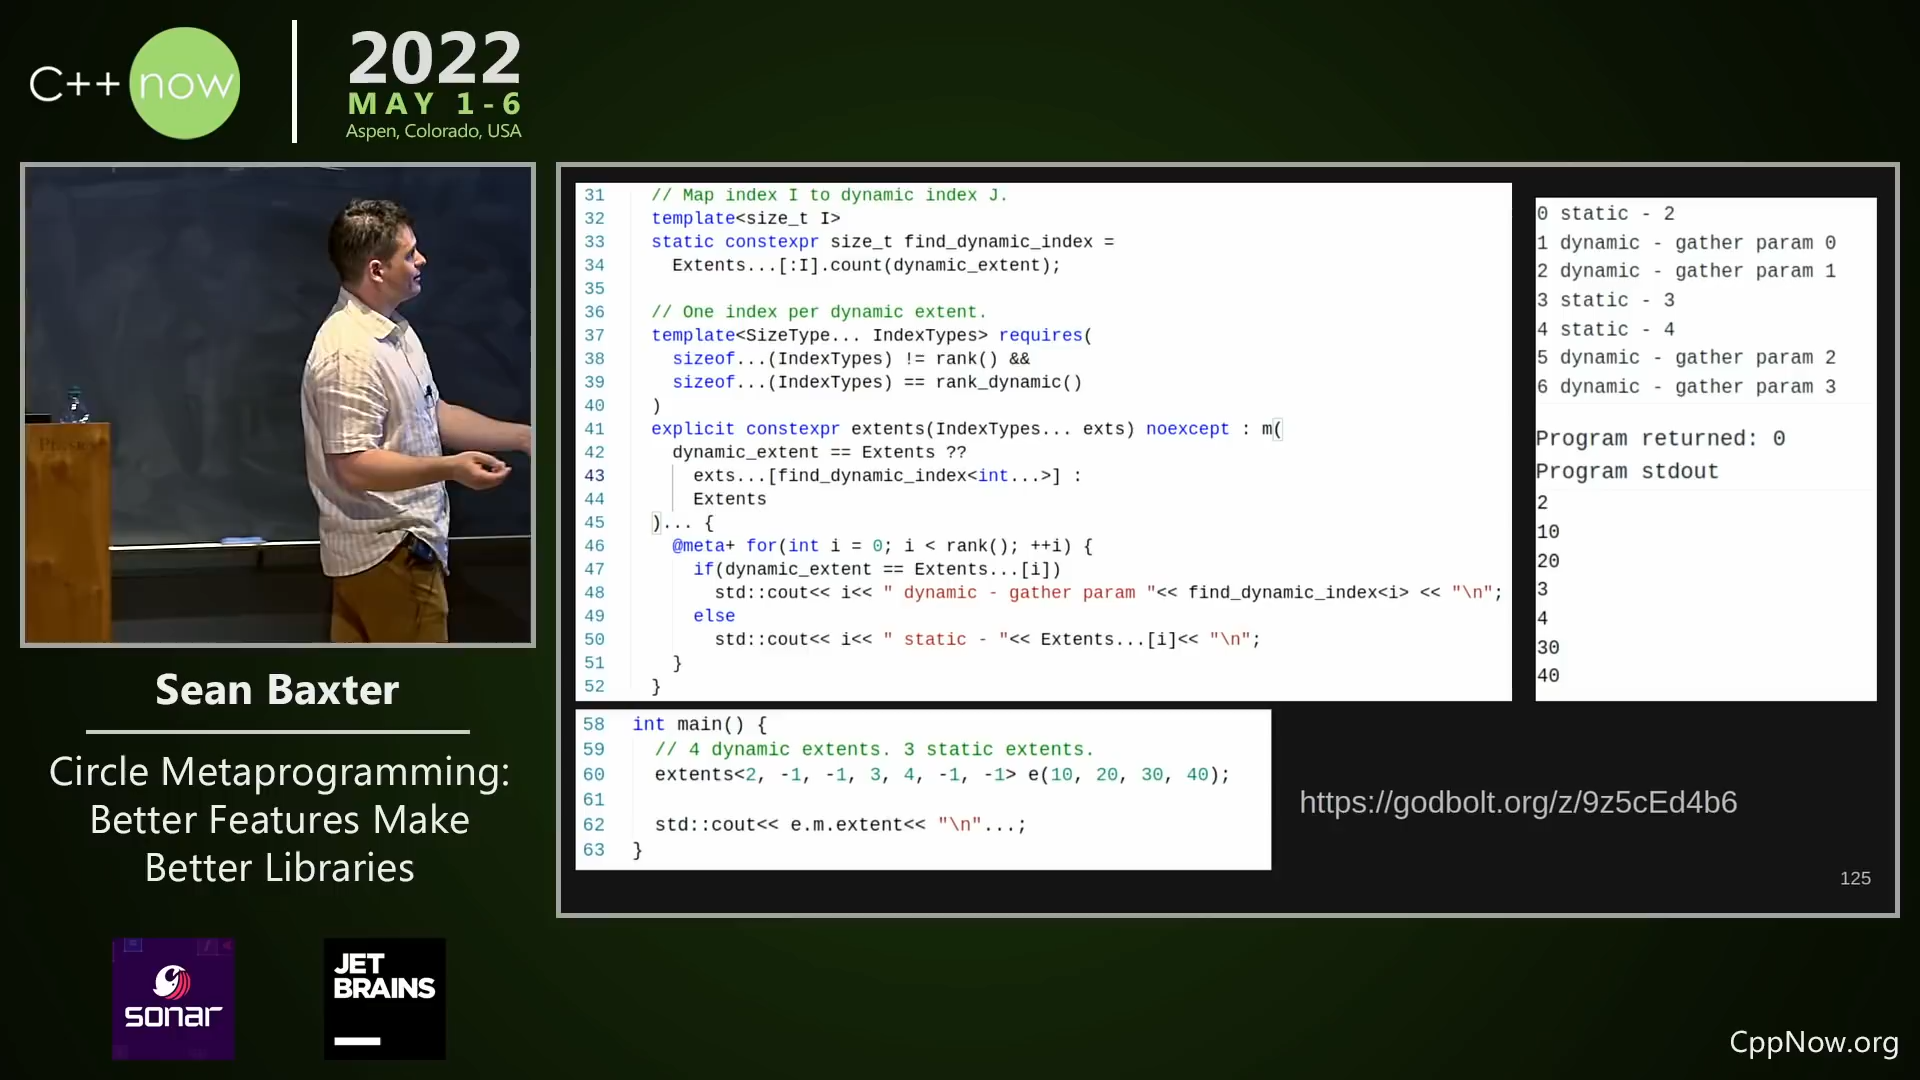 C++ now
2022
MAY 1-6
Aspen, Colorado, USA
31 // Map index I to dynamic index J.
32 template<size_t I>
33 static constexpr size_t find_dynamic_index =
34 Extents...[:I].count(dynamic_extent);
35
36 // One index per dynamic extent.
37 template<SizeType... IndexTypes> requires(
38 sizeof...(IndexTypes) != rank() &&
39 sizeof...(IndexTypes) == rank_dynamic()
40 )
41 explicit constexpr extents(IndexTypes... exts) noexcept : m(
42 dynamic_extent == Extents ??
43 exts...[find_dynamic_index<int...>] :
44 Extents
45 )... {
46 @meta+ for(int i = 0; i < rank(); ++i) {
47 if(dynamic_extent == Extents...[i])
48 std::cout<< i<< " dynamic - gather param "<< find_dynamic_index<i> << "\n";
49 else
50 std::cout<< i<< " static - "<< Extents...[i]<< "\n";
51 }
52 }
0 static - 2
1 dynamic - gather param 0
2 dynamic - gather param 1
3 static - 3
4 static - 4
5 dynamic - gather param 2
6 dynamic - gather param 3
Program returned: 0
Program stdout
2
10
20
3
4
30
40
58 int main() {
59 // 4 dynamic extents. 3 static extents.
60 extents<2, -1, -1, 3, 4, -1, -1> e(10, 20, 30, 40);
61
62 std::cout<< e.m.extent<< "\n"...;
63 }
https://godbolt.org/z/9z5cEd4b6
125
Sean Baxter
Circle Metaprogramming:
Better Features Make
Better Libraries
sonar
JET
BRAINS
CppNow.org